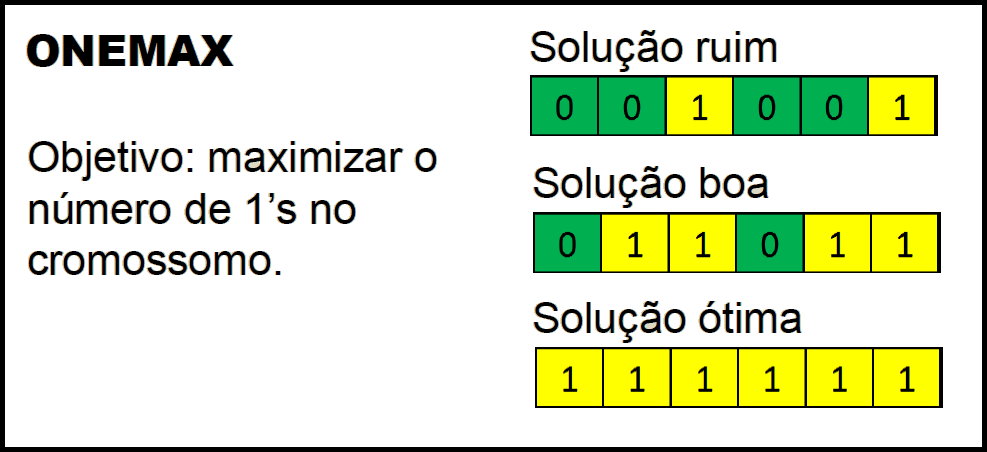 ONEMAX
Objetivo: maximizar o
número de 1’s no
cromossomo.
Solução ruim
0 0 1 0 0 1
Solução boa
0 1 1 0 1 1
Solução ótima
1 1 1 1 1 1